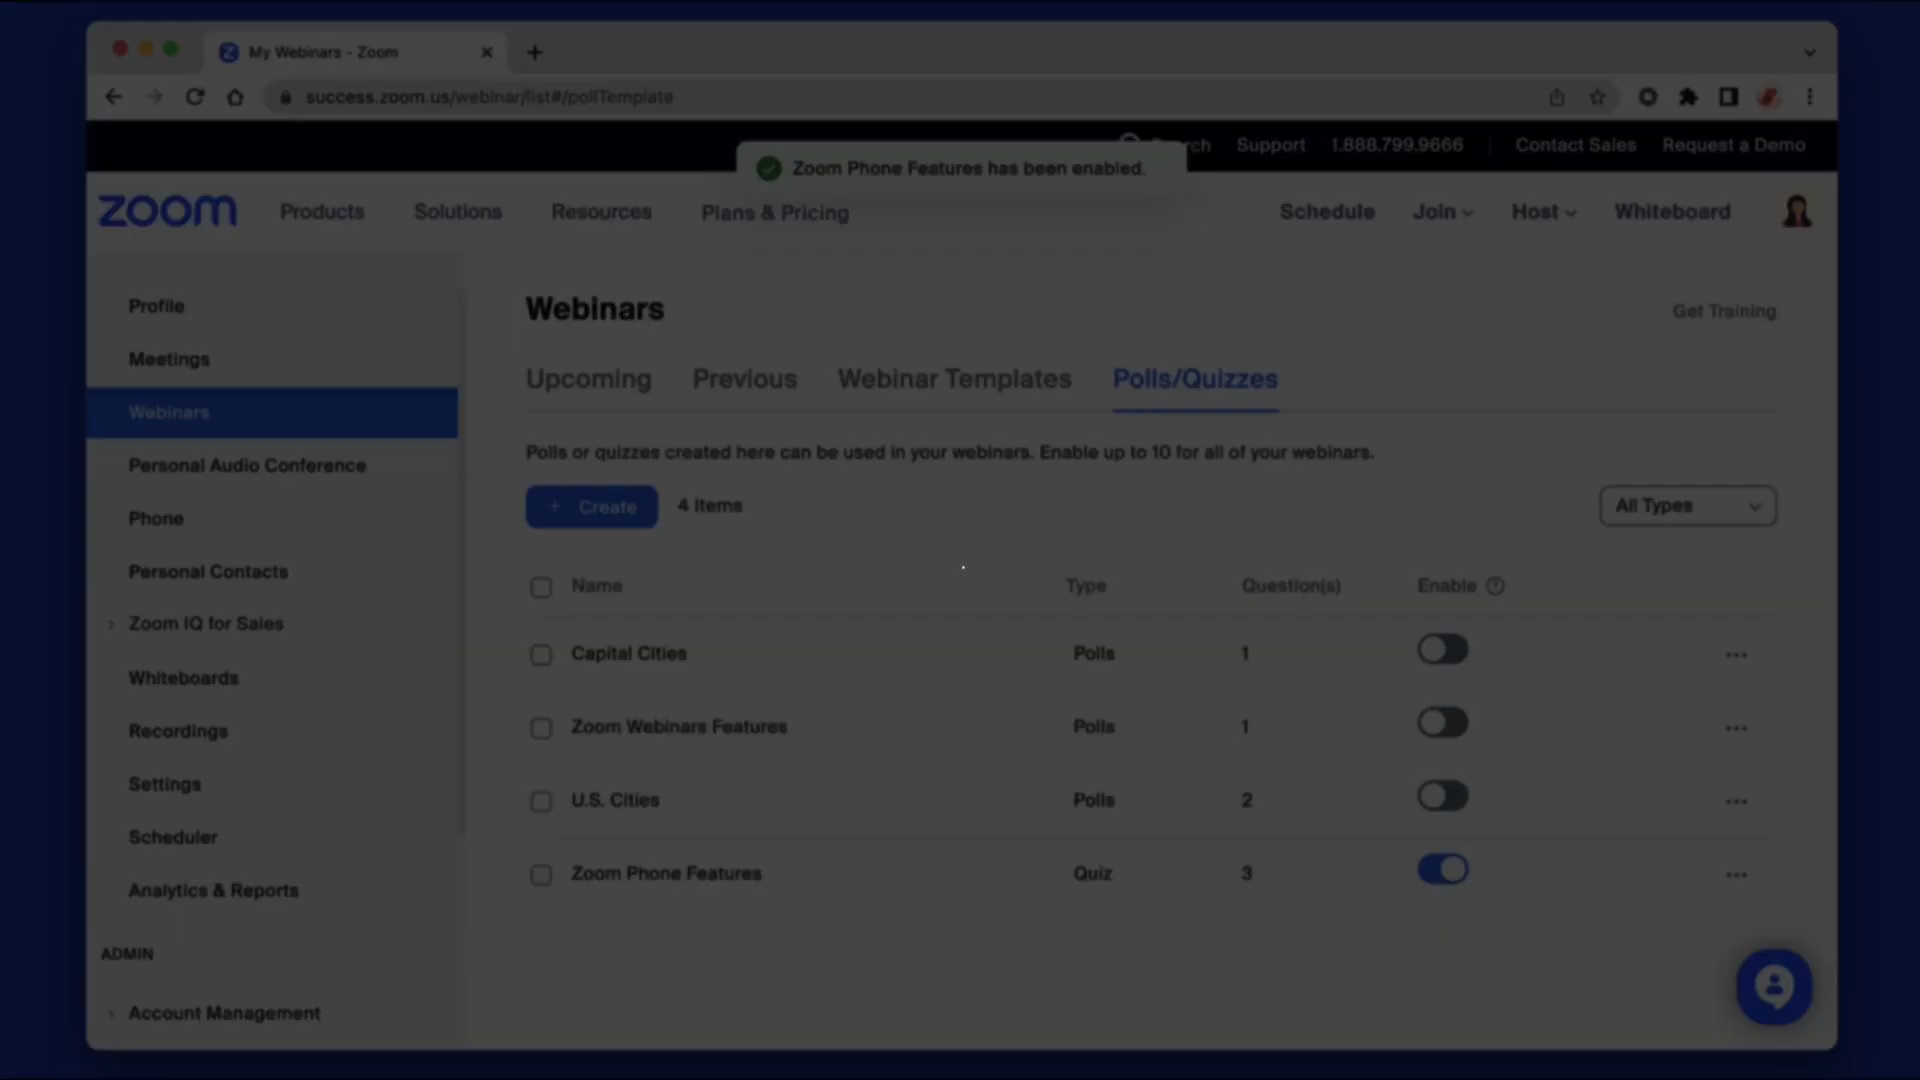 My Webinars - Zoom
success.zoom.us/webinar/list#/pollTemplate
Support 1.888.799.9666 Contact Sales Request a Demo
Zoom Phone Features has been enabled.
zoom Products Solutions Resources Plans & Pricing Schedule Join Host Whiteboard
Profile
Meetings
Webinars
Personal Audio Conference
Phone
Personal Contacts
Zoom IQ for Sales
Whiteboards
Recordings
Settings
Scheduler
Analytics & Reports
ADMIN
Account Management
Webinars
Get Training
Upcoming Previous Webinar Templates Polls/Quizzes
Polls or quizzes created here can be used in your webinars. Enable up to 10 for all of your webinars.
+ Create 4 Items All Types
Name Type Question(s) Enable ?
Capital Cities Polls 1
Zoom Webinars Features Polls 1
U.S. Cities Polls 2
Zoom Phone Features Quiz 3